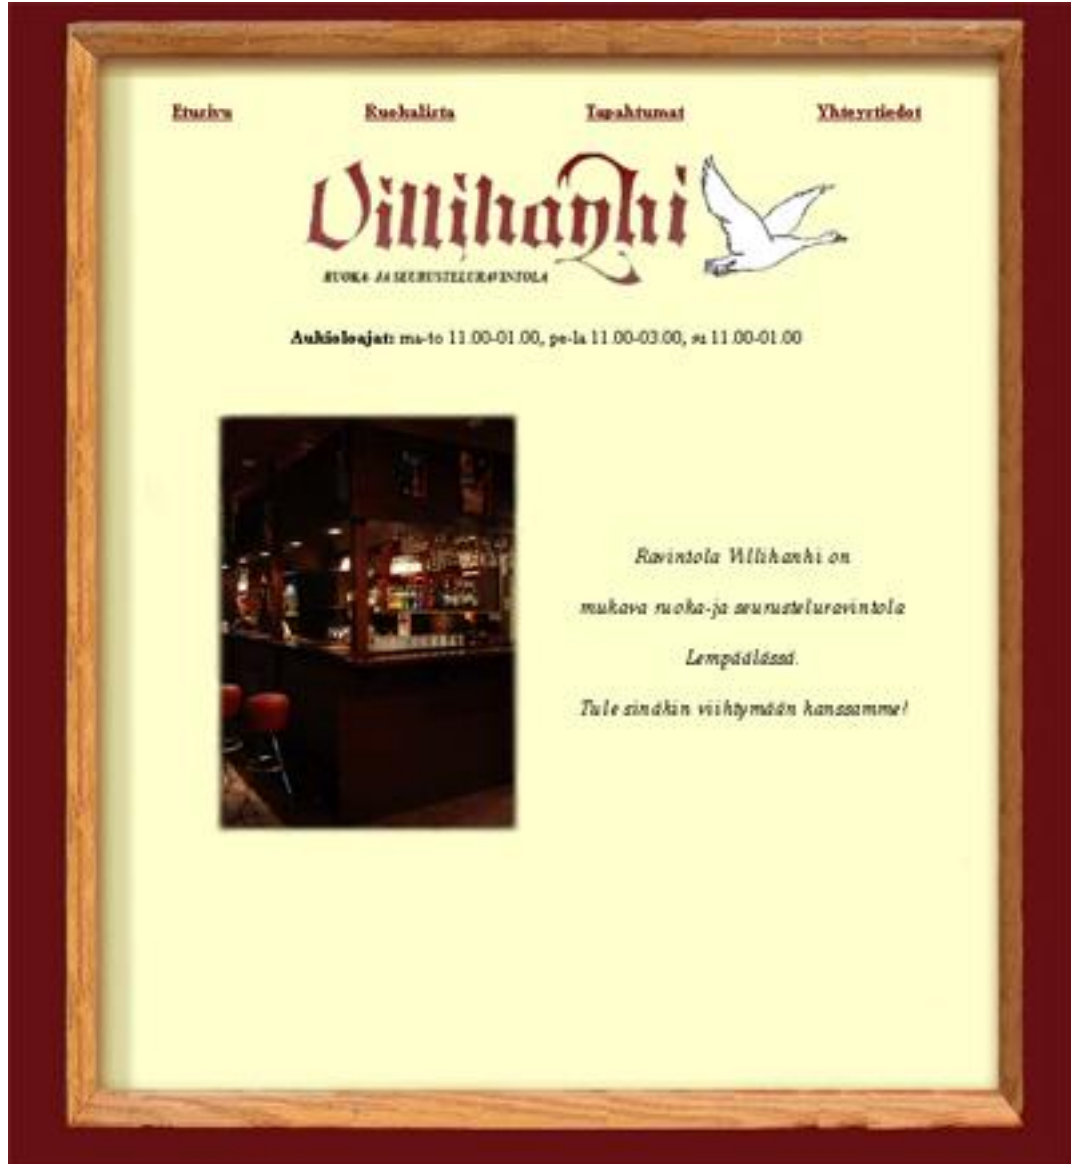 Etusivu Ruokalista Tapahtumat Yhteystiedot
Villihanhi
RUOKA- JA SEURUSTELURAVINTOLA
Aukioloajat: ma-to 11.00-01.00, pe-la 11.00-03.00, su 11.00-01.00
Ravintola Villihanhi on
mukava ruoka-ja seurusteluravintola
Lempäälässä.
Tule sinäkin viihtymään kanssamme!